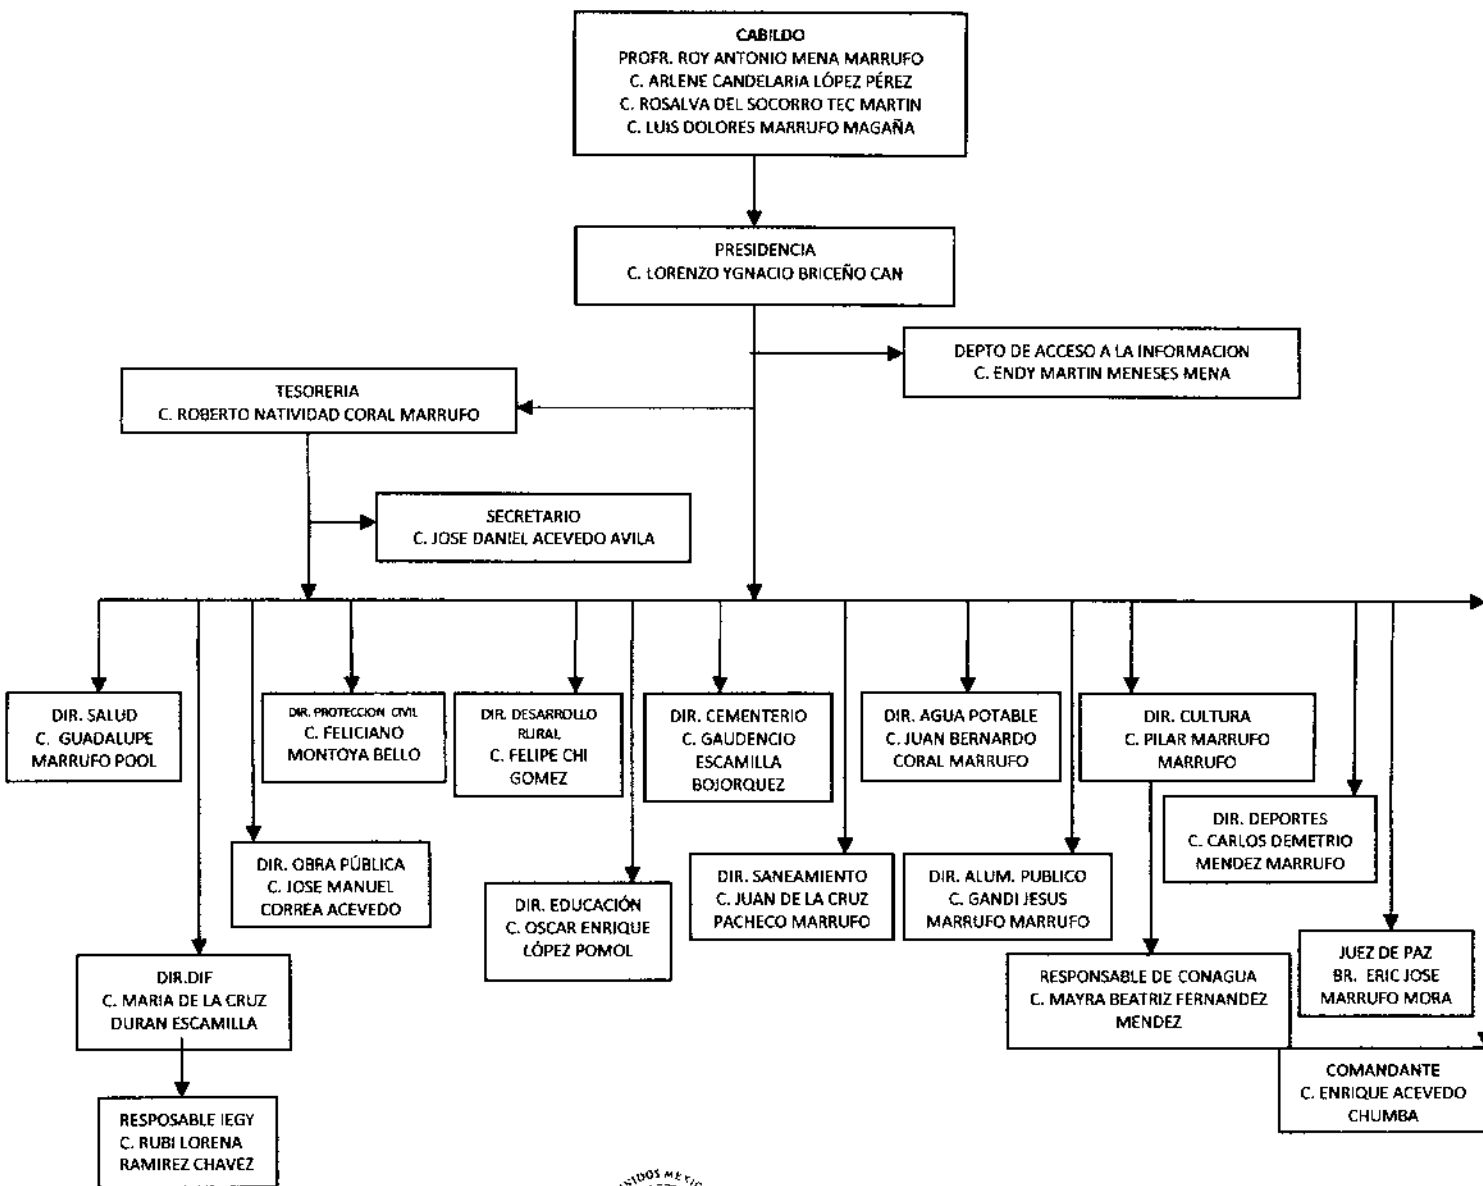 CABILDO
PROFR. ROY ANTONIO MENA MARRUFO
C. ARLENE CANDELARIA LÓPEZ PÉREZ
C. ROSALVA DEL SOCORRO TEC MARTIN
C. LUIS DOLORES MARRUFO MAGAÑA
PRESIDENCIA
C. LORENZO YGNACIO BRICEÑO CAN
DEPTO DE ACCESO A LA INFORMACION
C. ENDY MARTIN MENESES MENA
TESORERIA
C. ROBERTO NATIVIDAD CORAL MARRUFO
SECRETARIO
C. JOSE DANIEL ACEVEDO AVILA
DIR. SALUD
C. GUADALUPE
MARRUFO POOL
DIR. PROTECCION CIVIL
C. FELICIANO
MONTOYA BELLO
DIR. DESARROLLO
RURAL
C. FELIPE CHI
GOMEZ
DIR. CEMENTERIO
C. GAUDENCIO
ESCAMILLA
BOJORQUEZ
DIR. AGUA POTABLE
C. JUAN BERNARDO
CORAL MARRUFO
DIR. CULTURA
C. PILAR MARRUFO
MARRUFO
DIR. DEPORTES
C. CARLOS DEMETRIO
MENDEZ MARRUFO
DIR. OBRA PÚBLICA
C. JOSE MANUEL
CORREA ACEVEDO
DIR. EDUCACIÓN
C. OSCAR ENRIQUE
LÓPEZ POMOL
DIR. SANEAMIENTO
C. JUAN DE LA CRUZ
PACHECO MARRUFO
DIR. ALUM. PUBLICO
C. GANDI JESUS
MARRUFO MARRUFO
JUEZ DE PAZ
BR. ERIC JOSE
MARRUFO MORA
DIR.DIF
C. MARIA DE LA CRUZ
DURAN ESCAMILLA
RESPONSABLE DE CONAGUA
C. MAYRA BEATRIZ FERNANDEZ
MENDEZ
COMANDANTE
C. ENRIQUE ACEVEDO
CHUMBA
RESPOSABLE IEGY
C. RUBI LORENA
RAMIREZ CHAVEZ